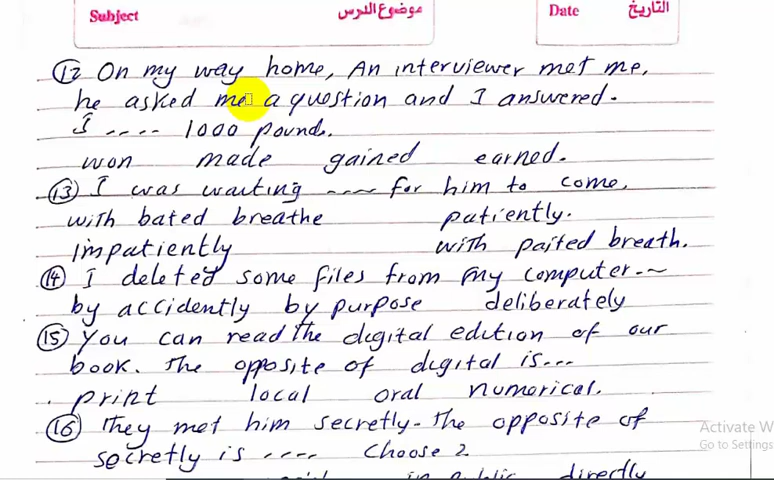 Subject موضوع الدرس Date التاريخ
(12) On my way home, An interviewer met me,
he asked me a question and I answered.
I .... 1000 pounds.
won made gained earned.
(13) I was waiting .... for him to come.
with bated breathe patiently.
impatiently with paited breath.
(14) I deleted some files from my computer..~
by accidently by purpose deliberately
(15) You can read the digital edition of our
book. The opposite of digital is...
print local oral numerical.
(16) They met him secretly. The opposite of
secretly is .... choose 2
in public directly
Activate W
Go to Settings